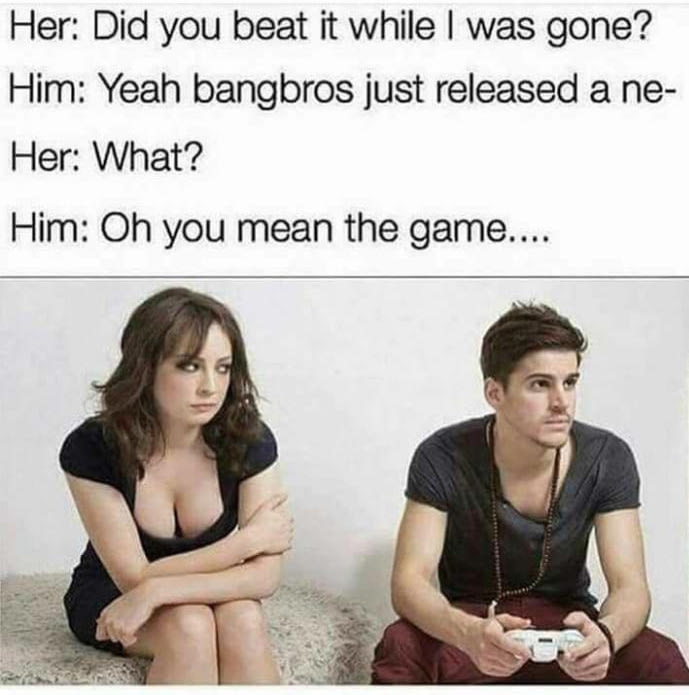 Her: Did you beat it while I was gone?
Him: Yeah bangbros just released a ne-
Her: What?
Him: Oh you mean the game....